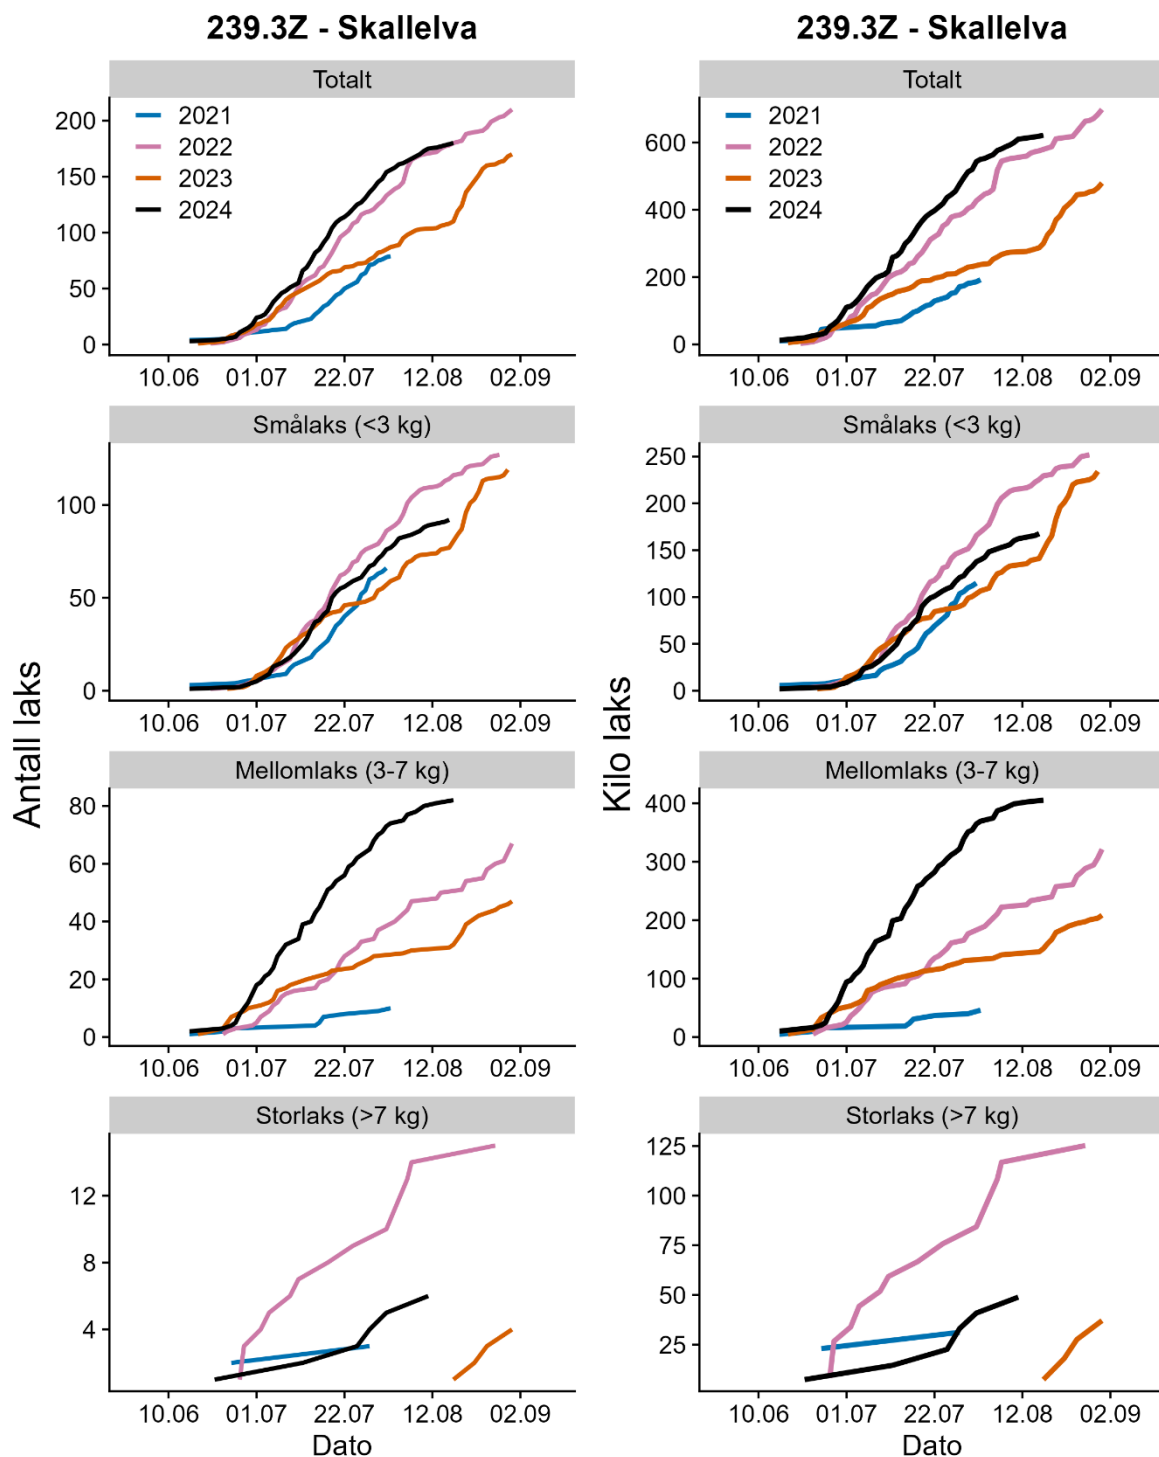 239.3Z - Skallelva
Totalt
2021
2022
2023
2024
200
150
100
50
0
10.06 01.07 22.07 12.08 02.09
Smålaks (<3 kg)
100
50
0
10.06 01.07 22.07 12.08 02.09
Mellomlaks (3-7 kg)
80
60
40
20
0
10.06 01.07 22.07 12.08 02.09
Storlaks (>7 kg)
12
8
4
10.06 01.07 22.07 12.08 02.09
Dato
Antall laks
239.3Z - Skallelva
Totalt
2021
2022
2023
2024
600
400
200
0
10.06 01.07 22.07 12.08 02.09
Smålaks (<3 kg)
250
200
150
100
50
0
10.06 01.07 22.07 12.08 02.09
Mellomlaks (3-7 kg)
400
300
200
100
0
10.06 01.07 22.07 12.08 02.09
Storlaks (>7 kg)
125
100
75
50
25
10.06 01.07 22.07 12.08 02.09
Dato
Kilo laks